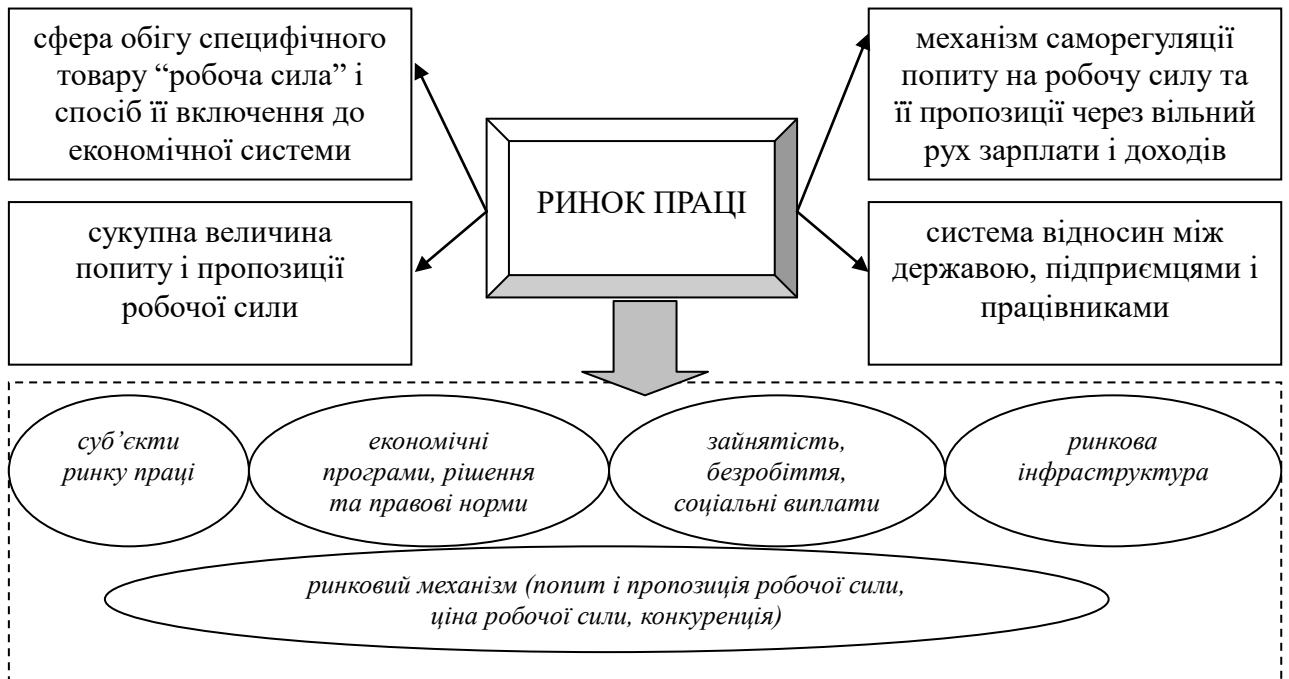 сфера обігу специфічного
товару “робоча сила” і
спосіб її включення до
економічної системи
механізм саморегуляції
попиту на робочу силу та
її пропозиції через вільний
рух зарплати і доходів
РИНОК ПРАЦІ
сукупна величина
попиту і пропозиції
робочої сили
система відносин між
державою, підприємцями і
працівниками
суб’єкти
ринку праці
економічні
програми, рішення
та правові норми
зайнятість,
безробіття,
соціальні виплати
ринкова
інфраструктура
ринковий механізм (попит і пропозиція робочої сили,
ціна робочої сили, конкуренція)